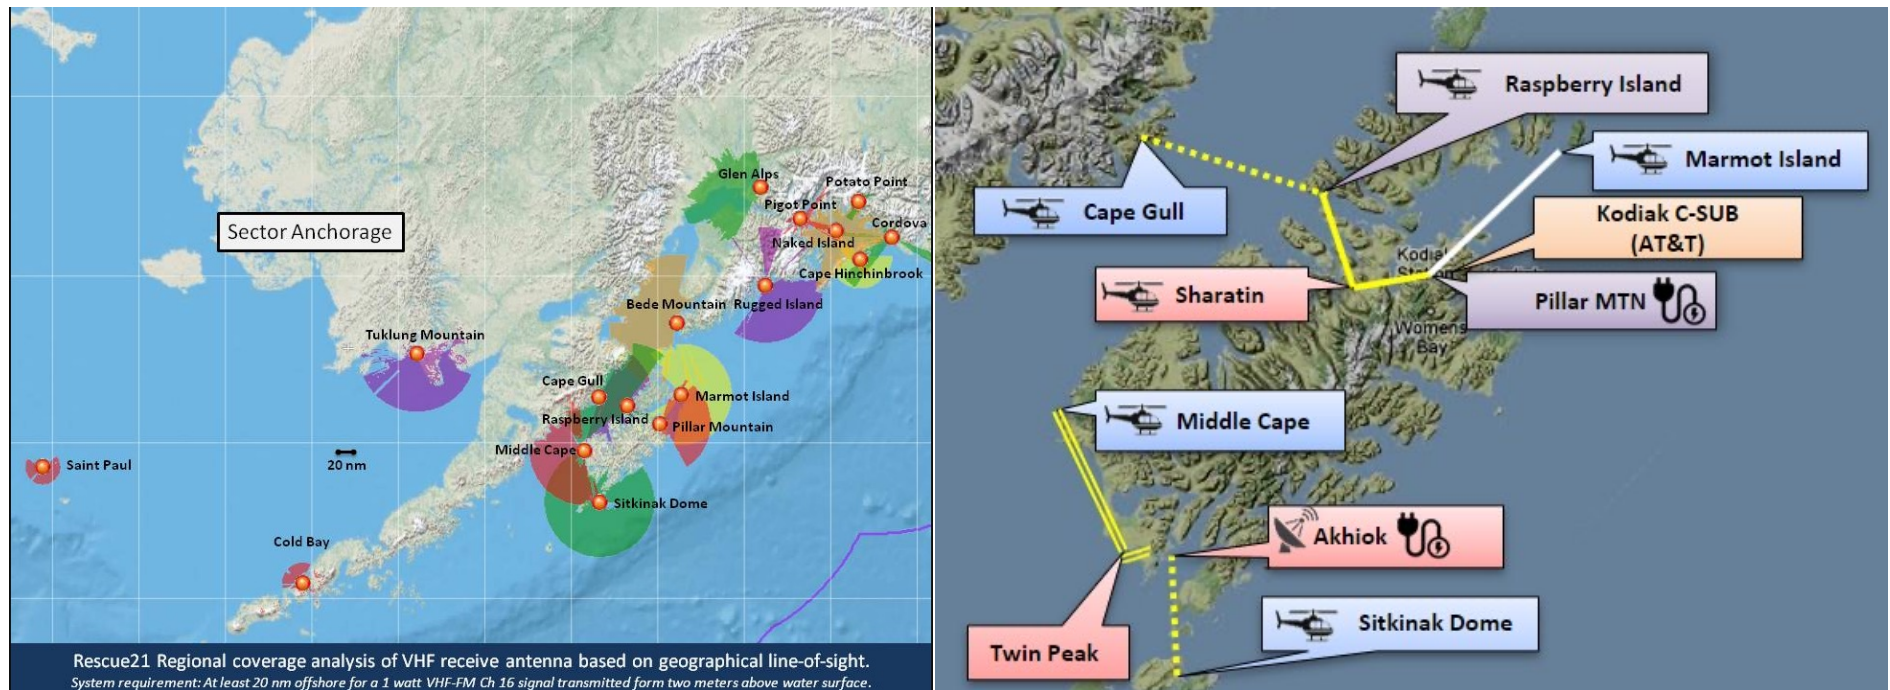 Glen Alps
Potato Point
Pigot Point
Cordova
Sector Anchorage
Naked Island
Cape Hinchinbrook
Bede Mountain
Rugged Island
Tuklung Mountain
Cape Gull
Marmot Island
Raspberry Island
Pillar Mountain
Middle Cape
20 nm
Saint Paul
Sitkinak Dome
Cold Bay
Rescue21 Regional coverage analysis of VHF receive antenna based on geographical line-of-sight.
System requirement: At least 20 nm offshore for a 1 watt VHF-FM Ch 16 signal transmitted form two meters above water surface.
Raspberry Island
Marmot Island
Cape Gull
Kodiak C-SUB
(AT&T)
Sharatin
Pillar MTN
Womens
Bay
Middle Cape
Akhiok
Sitkinak Dome
Twin Peak